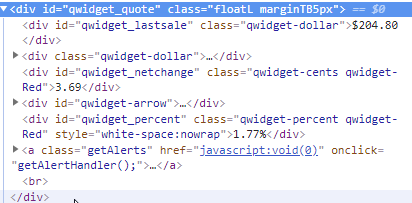 ▼<div id="qwidget_quote" class="floatL marginTB5px"> == $0
<div id="qwidget_lastsale" class="qwidget-dollar">$204.80
</div>
▶<div class="qwidget-dollar">…</div>
<div id="qwidget_netchange" class="qwidget-cents qwidget-
Red">3.69</div>
▶<div id="qwidget-arrow">…</div>
<div id="qwidget_percent" class="qwidget-percent qwidget-
Red" style="white-space:nowrap">1.77%</div>
▶<a class="getAlerts" href="javascript:void(0)" onclick=
"getAlertHandler();">…</a>
<br>
</div>